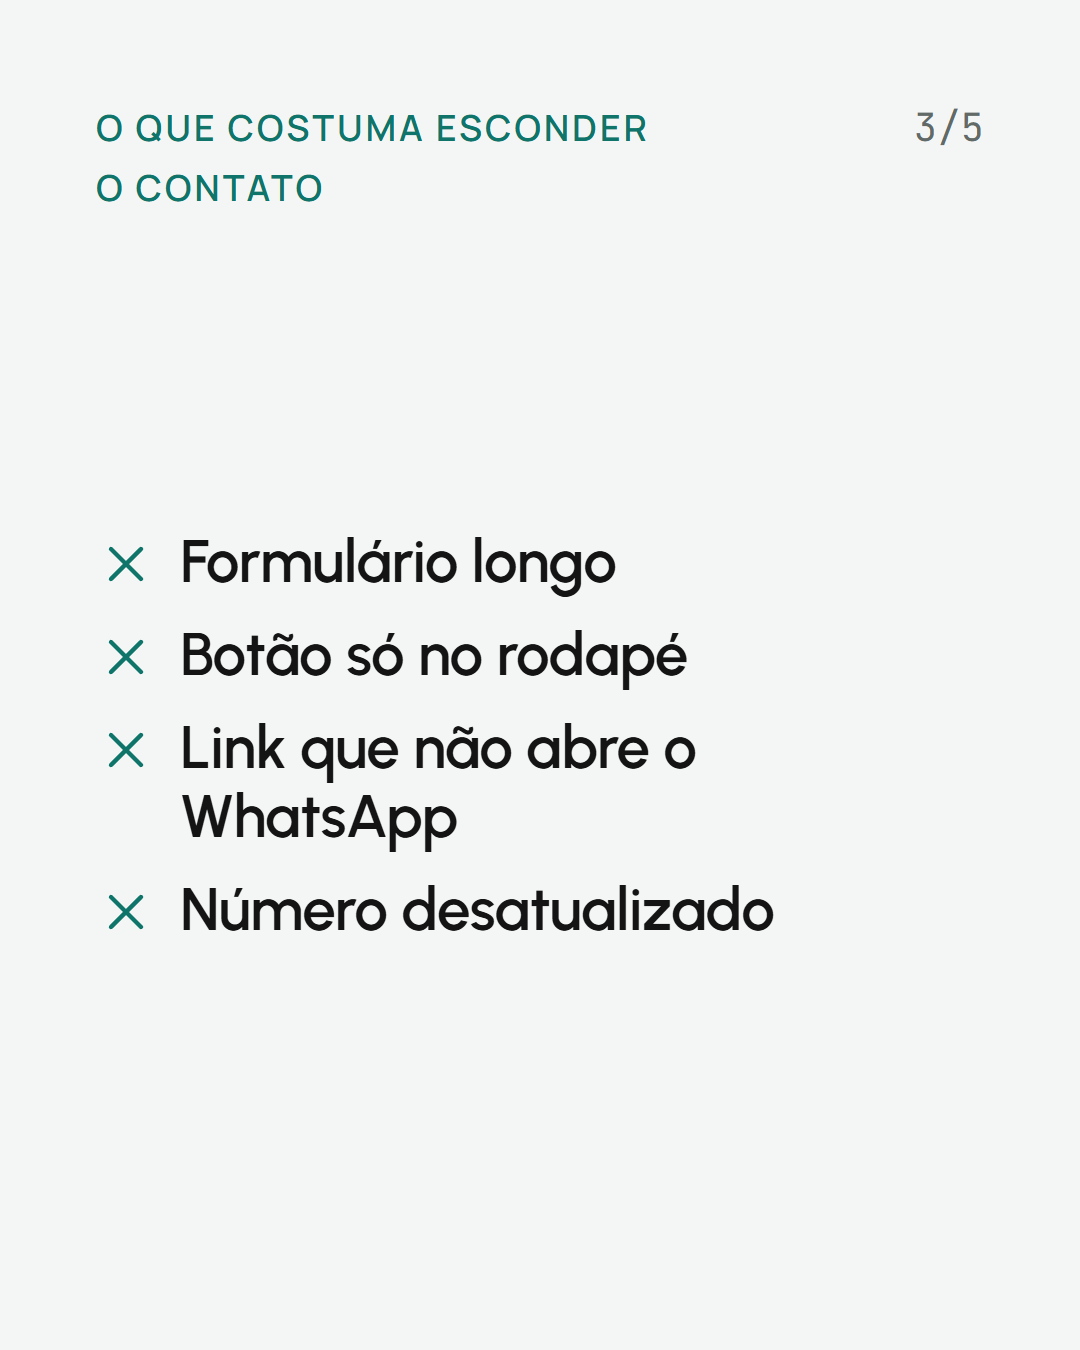 O QUE COSTUMA ESCONDER
O CONTATO
3/5
Formulário longo
Botão só no rodapé
Link que não abre o
WhatsApp
Número desatualizado